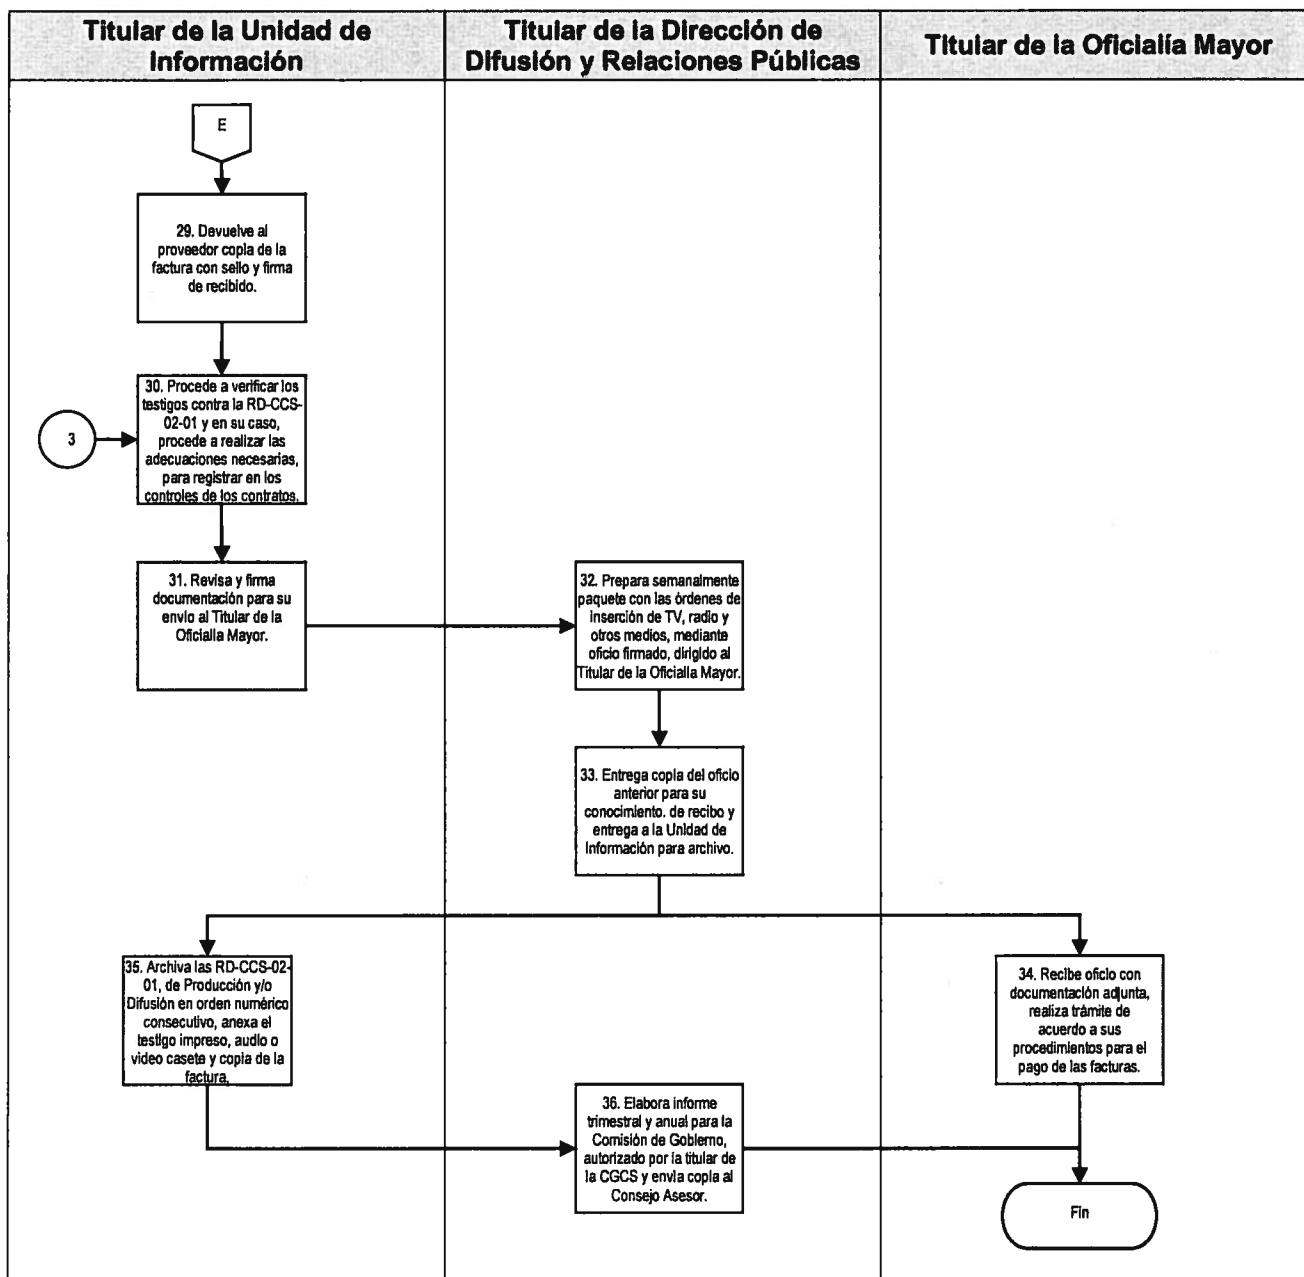 Titular de la Unidad de
Información
Titular de la Dirección de
Difusión y Relaciones Públicas
Titular de la Oficialía Mayor
E
29. Devuelve al
proveedor copia de la
factura con sello y firma
de recibido.
3
30. Procede a verificar los
testigos contra la RD-CCS-
02-01 y en su caso,
procede a realizar las
adecuaciones necesarias,
para registrar en los
controles de los contratos.
31. Revisa y firma
documentación para su
envío al Titular de la
Oficialía Mayor.
32. Prepara semanalmente
paquete con las órdenes de
inserción de TV, radio y
otros medios, mediante
oficio firmado, dirigido al
Titular de la Oficialía Mayor.
33. Entrega copia del oficio
anterior para su
conocimiento. de recibo y
entrega a la Unidad de
Información para archivo.
35. Archiva las RD-CCS-02-
01, de Producción y/o
Difusión en orden numérico
consecutivo, anexa el
testigo impreso, audio o
video casete y copia de la
factura.
34. Recibe oficio con
documentación adjunta,
realiza trámite de
acuerdo a sus
procedimientos para el
pago de las facturas.
36. Elabora informe
trimestral y anual para la
Comisión de Gobierno,
autorizado por la titular de
la CGCS y envía copia al
Consejo Asesor.
Fin